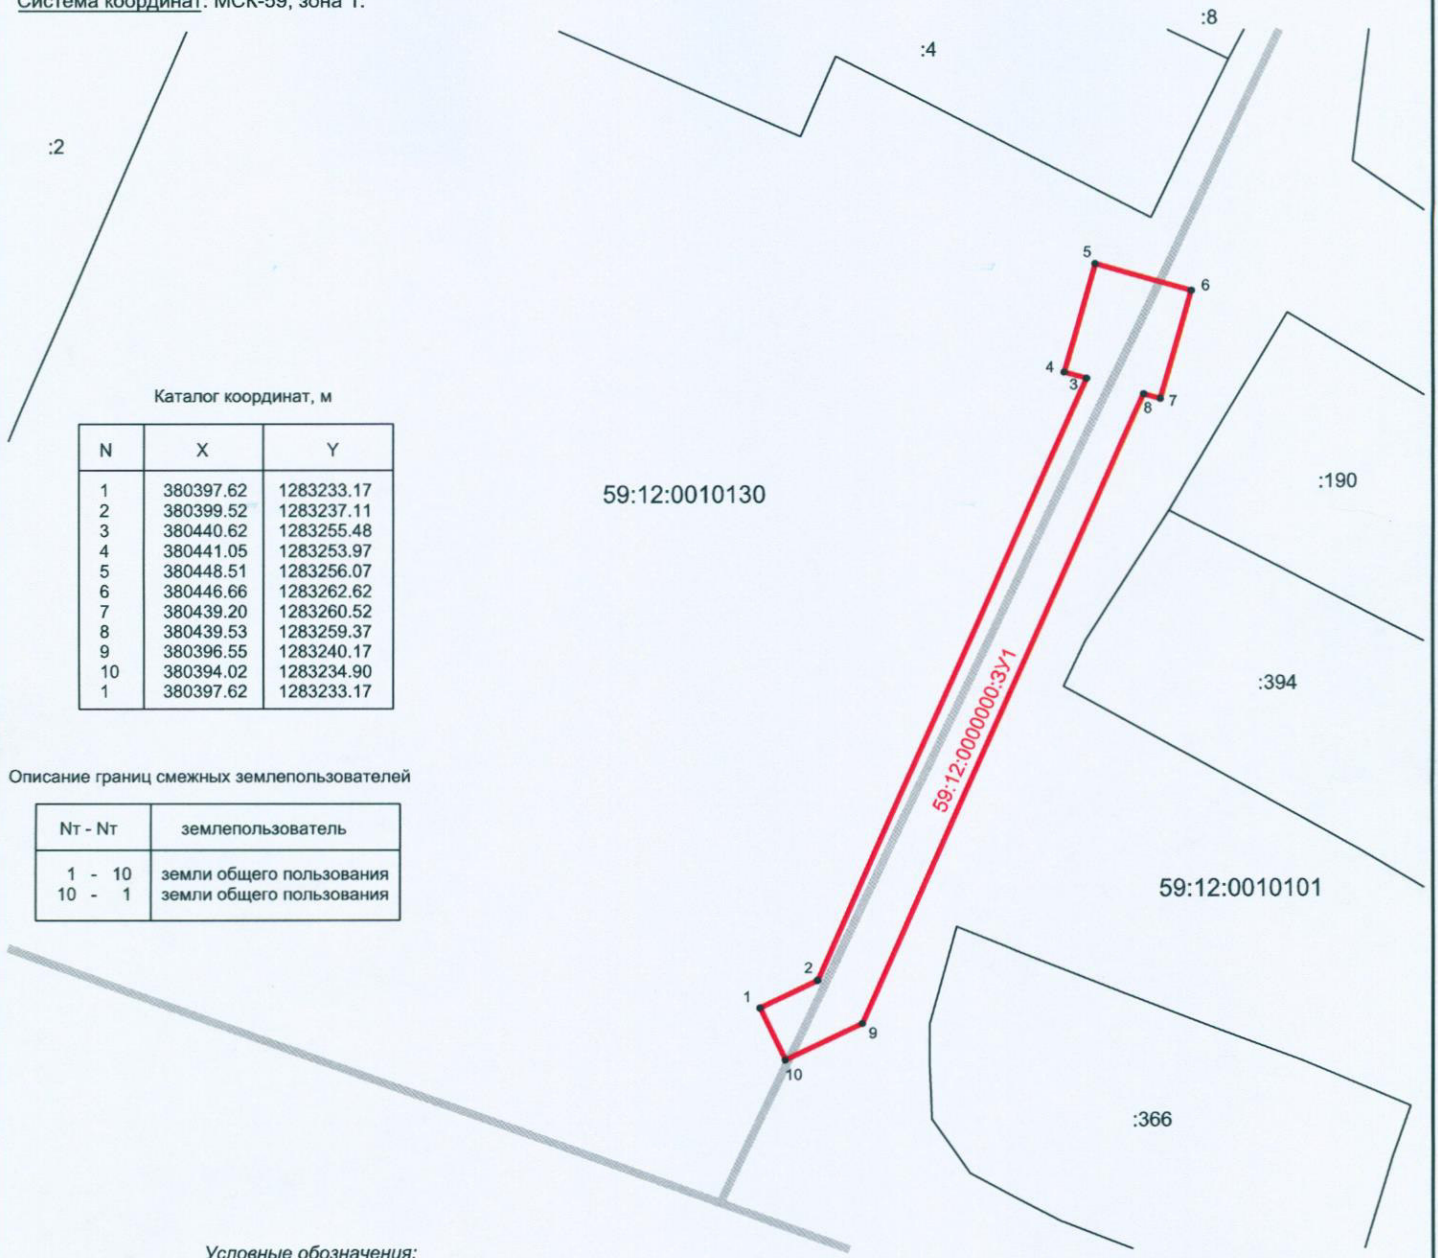 Система координат: МСК-59, зона 1.
:8
:4
:2
5
6
4
3
8
7
Каталог координат, м
N X Y
1 380397.62 1283233.17
2 380399.52 1283237.11
3 380440.62 1283255.48
4 380441.05 1283253.97
5 380448.51 1283256.07
6 380446.66 1283262.62
7 380439.20 1283260.52
8 380439.53 1283259.37
9 380396.55 1283240.17
10 380394.02 1283234.90
1 380397.62 1283233.17
59:12:0010130
:190
:394
59:12:0000000:ЗУ1
Описание границ смежных землепользователей
Nт - Nт землепользователь
1 - 10 земли общего пользования
10 - 1 земли общего пользования
59:12:0010101
2
1
9
10
:366
Условные обозначения: